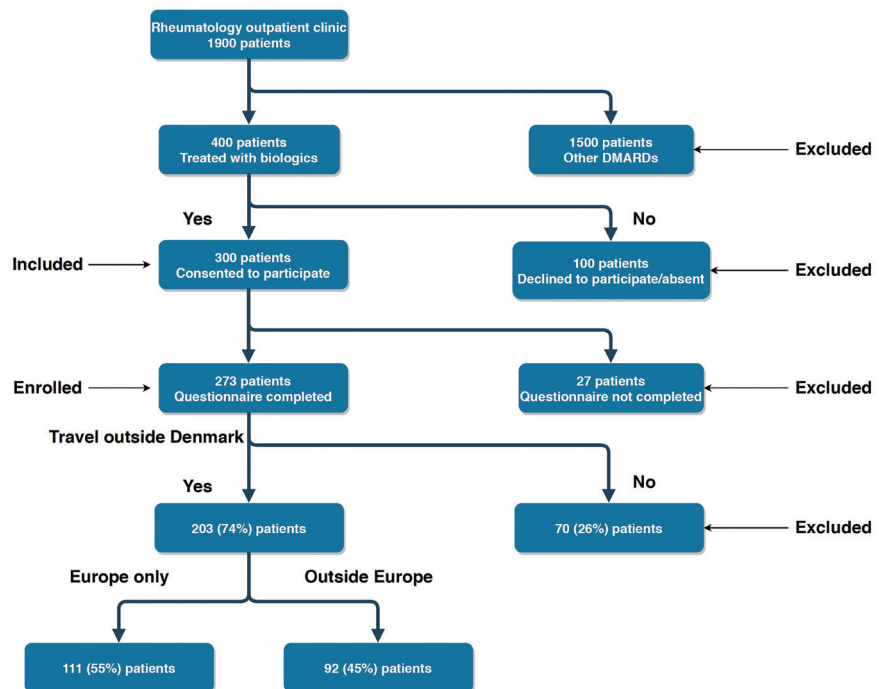 Rheumatology outpatient clinic
1900 patients
400 patients
Treated with biologics
1500 patients
Other DMARDs
Excluded
Yes
No
Included
300 patients
Consented to participate
100 patients
Declined to participate/absent
Excluded
Enrolled
273 patients
Questionnaire completed
27 patients
Questionnaire not completed
Excluded
Travel outside Denmark
Yes
No
203 (74%) patients
70 (26%) patients
Excluded
Europe only
Outside Europe
111 (55%) patients
92 (45%) patients